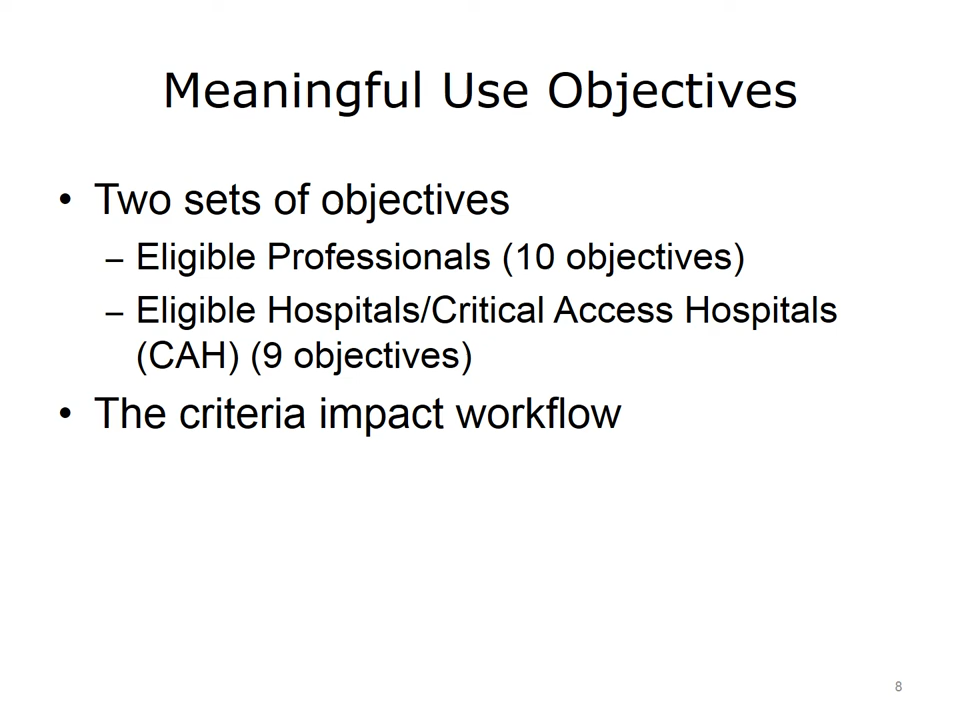 Meaningful Use Objectives
• Two sets of objectives
– Eligible Professionals (10 objectives)
– Eligible Hospitals/Critical Access Hospitals
(CAH) (9 objectives)
• The criteria impact workflow
8